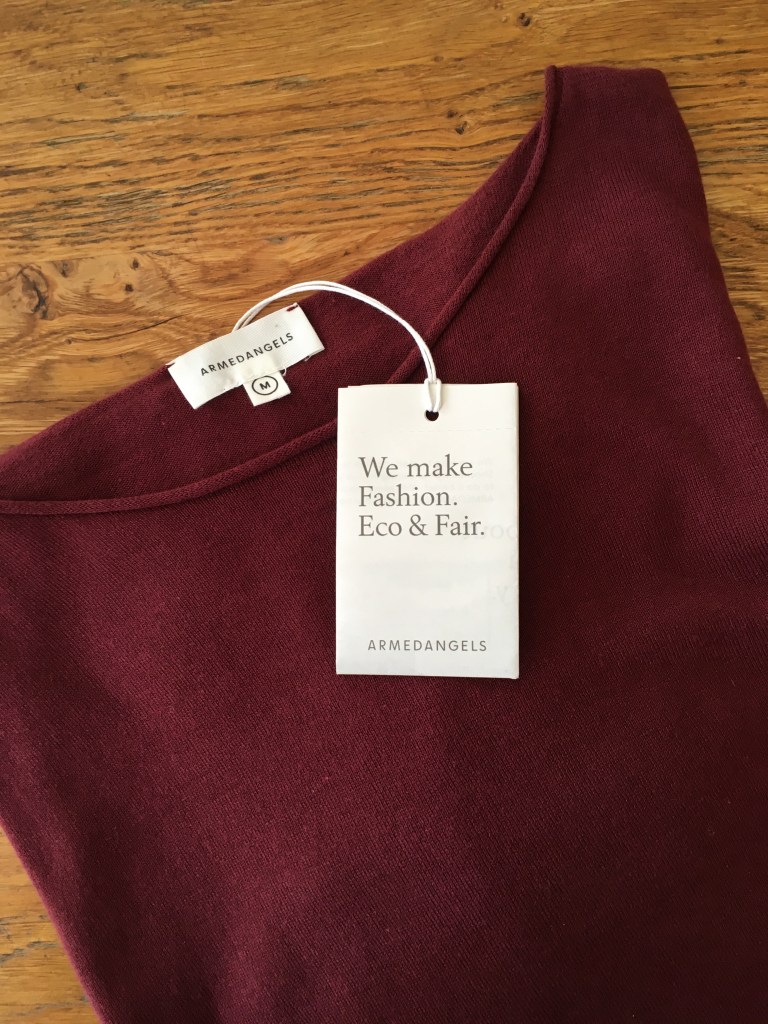 ARMEDANGELS
M
We make
Fashion.
Eco & Fair.
ARMEDANGELS